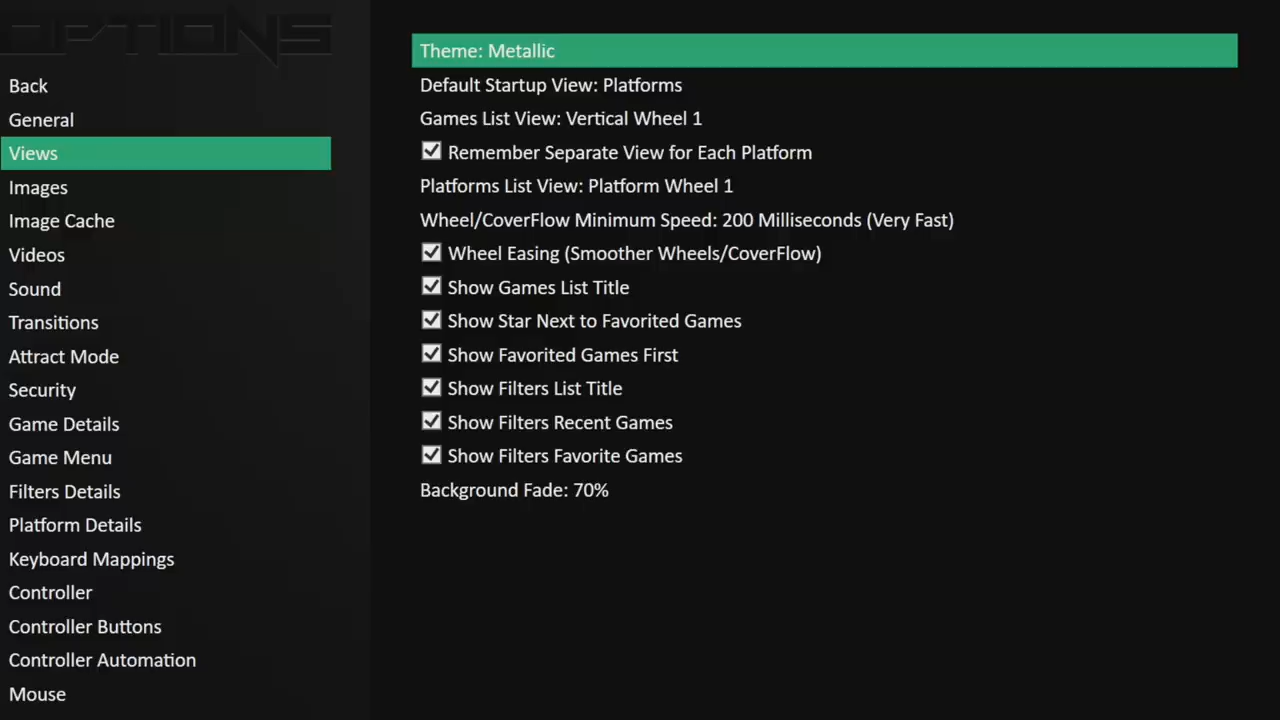 OPTIONS
Back
General
Views
Images
Image Cache
Videos
Sound
Transitions
Attract Mode
Security
Game Details
Game Menu
Filters Details
Platform Details
Keyboard Mappings
Controller
Controller Buttons
Controller Automation
Mouse
Theme: Metallic
Default Startup View: Platforms
Games List View: Vertical Wheel 1
Remember Separate View for Each Platform
Platforms List View: Platform Wheel 1
Wheel/CoverFlow Minimum Speed: 200 Milliseconds (Very Fast)
Wheel Easing (Smoother Wheels/CoverFlow)
Show Games List Title
Show Star Next to Favorited Games
Show Favorited Games First
Show Filters List Title
Show Filters Recent Games
Show Filters Favorite Games
Background Fade: 70%